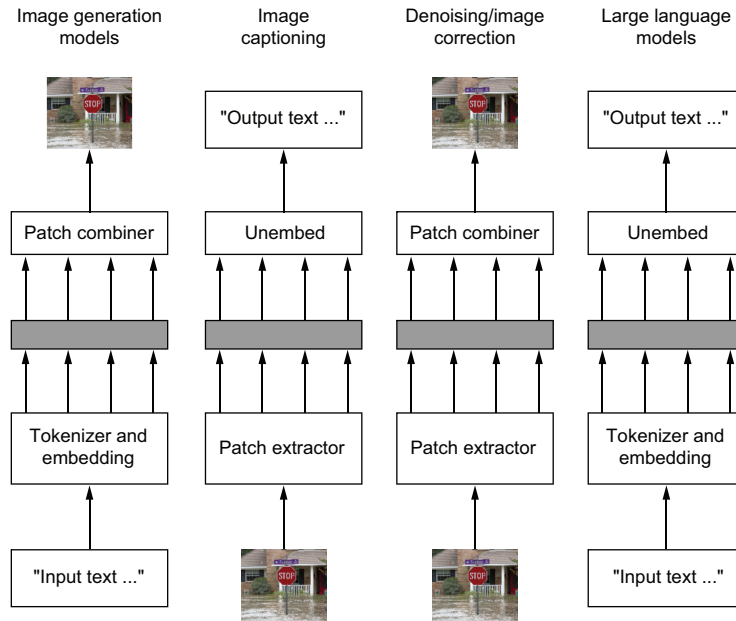 Image generation
models
Image
captioning
Denoising/image
correction
Large language
models
STOP
"Output text ..."
STOP
"Output text ..."
Patch combiner
Unembed
Patch combiner
Unembed
Tokenizer and
embedding
Patch extractor
Patch extractor
Tokenizer and
embedding
"Input text ..."
STOP
STOP
"Input text ..."